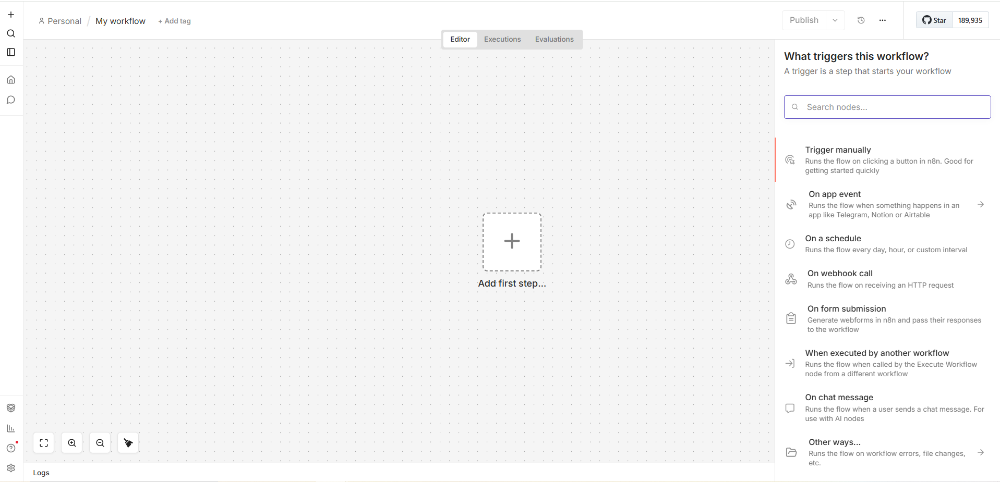 Personal / My workflow + Add tag
Publish
Star 189,935
Editor Executions Evaluations
What triggers this workflow?
A trigger is a step that starts your workflow
Search nodes...
Trigger manually
Runs the flow on clicking a button in n8n. Good for
getting started quickly
On app event
Runs the flow when something happens in an
app like Telegram, Notion or Airtable
On a schedule
Runs the flow every day, hour, or custom interval
On webhook call
Runs the flow on receiving an HTTP request
On form submission
Generate webforms in n8n and pass their responses
to the workflow
When executed by another workflow
Runs the flow when called by the Execute Workflow
node from a different workflow
On chat message
Runs the flow when a user sends a chat message. For
use with AI nodes
Other ways...
Runs the flow on workflow errors, file changes,
etc.
Add first step...
Logs